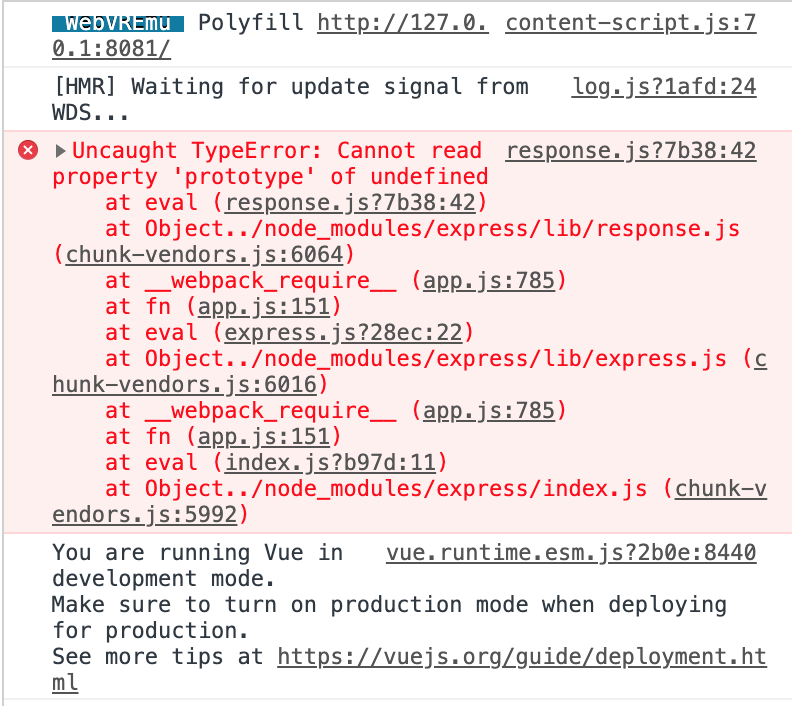 WebVREmu Polyfill http://127.0. content-script.js:7
0.1:8081/
[HMR] Waiting for update signal from log.js?1afd:24
WDS...
Uncaught TypeError: Cannot read response.js?7b38:42
property 'prototype' of undefined
at eval (response.js?7b38:42)
at Object../node_modules/express/lib/response.js
(chunk-vendors.js:6064)
at __webpack_require__ (app.js:785)
at fn (app.js:151)
at eval (express.js?28ec:22)
at Object../node_modules/express/lib/express.js (c
hunk-vendors.js:6016)
at __webpack_require__ (app.js:785)
at fn (app.js:151)
at eval (index.js?b97d:11)
at Object../node_modules/express/index.js (chunk-v
endors.js:5992)
You are running Vue in vue.runtime.esm.js?2b0e:8440
development mode.
Make sure to turn on production mode when deploying
for production.
See more tips at https://vuejs.org/guide/deployment.ht
ml